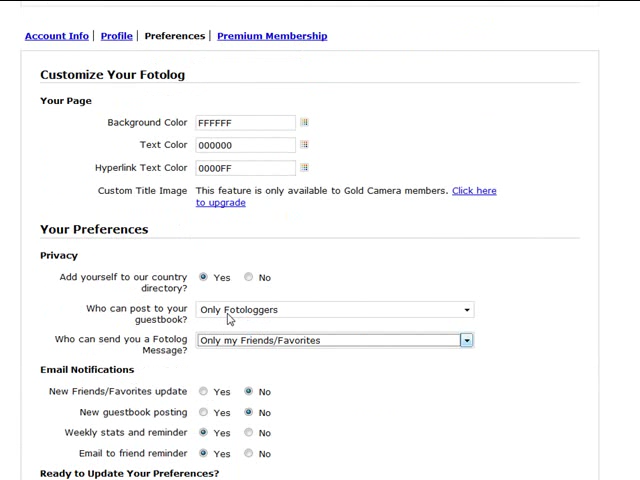 Account Info | Profile | Preferences | Premium Membership
Customize Your Fotolog
Your Page
Background Color FFFFFF
Text Color 000000
Hyperlink Text Color 0000FF
Custom Title Image This feature is only available to Gold Camera members. Click here
to upgrade
Your Preferences
Privacy
Add yourself to our country
directory? Yes No
Who can post to your
guestbook? Only Fotologgers
Who can send you a Fotolog
Message? Only my Friends/Favorites
Email Notifications
New Friends/Favorites update Yes No
New guestbook posting Yes No
Weekly stats and reminder Yes No
Email to friend reminder Yes No
Ready to Update Your Preferences?